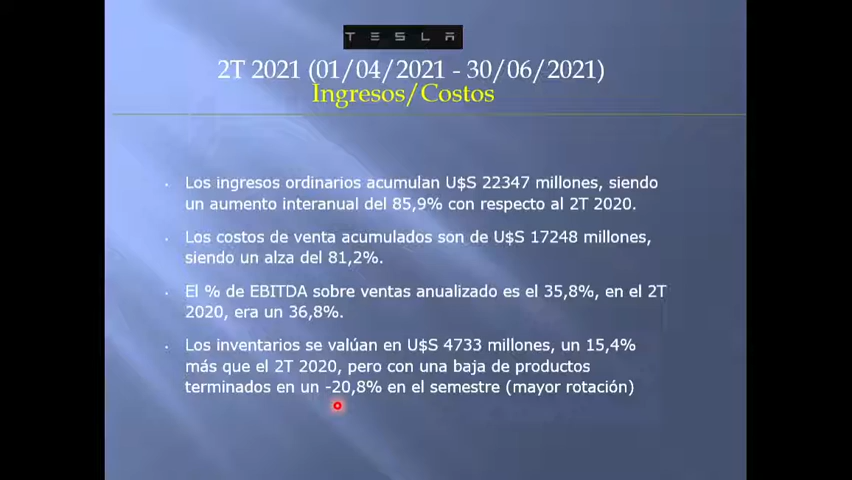 TESLA
2T 2021 (01/04/2021 - 30/06/2021)
Ingresos/Costos
Los ingresos ordinarios acumulan U$S 22347 millones, siendo
un aumento interanual del 85,9% con respecto al 2T 2020.
Los costos de venta acumulados son de U$S 17248 millones,
siendo un alza del 81,2%.
El % de EBITDA sobre ventas anualizado es el 35,8%, en el 2T
2020, era un 36,8%.
Los inventarios se valúan en U$S 4733 millones, un 15,4%
más que el 2T 2020, pero con una baja de productos
terminados en un -20,8% en el semestre (mayor rotación)